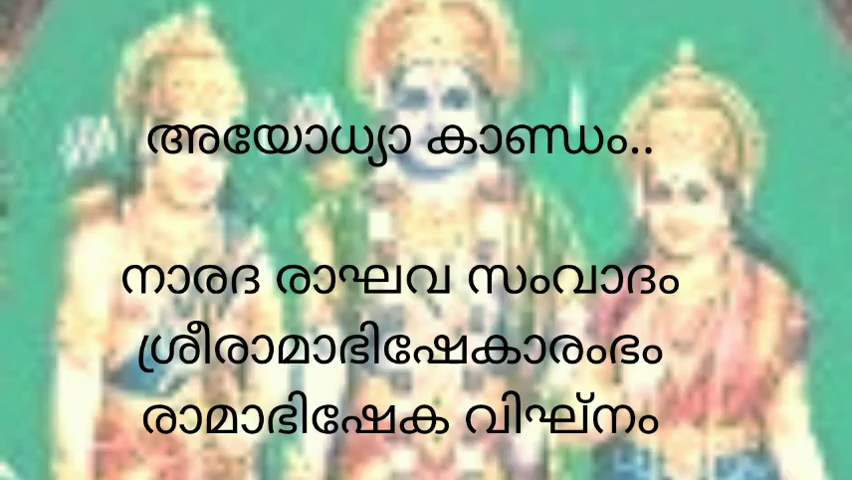 അയോധ്യാ കാണ്ഡം..
നാരദ രാഘവ സംവാദം
ശ്രീരാമാഭിഷേകാരംഭം
രാമാഭിഷേക വിഘ്നം